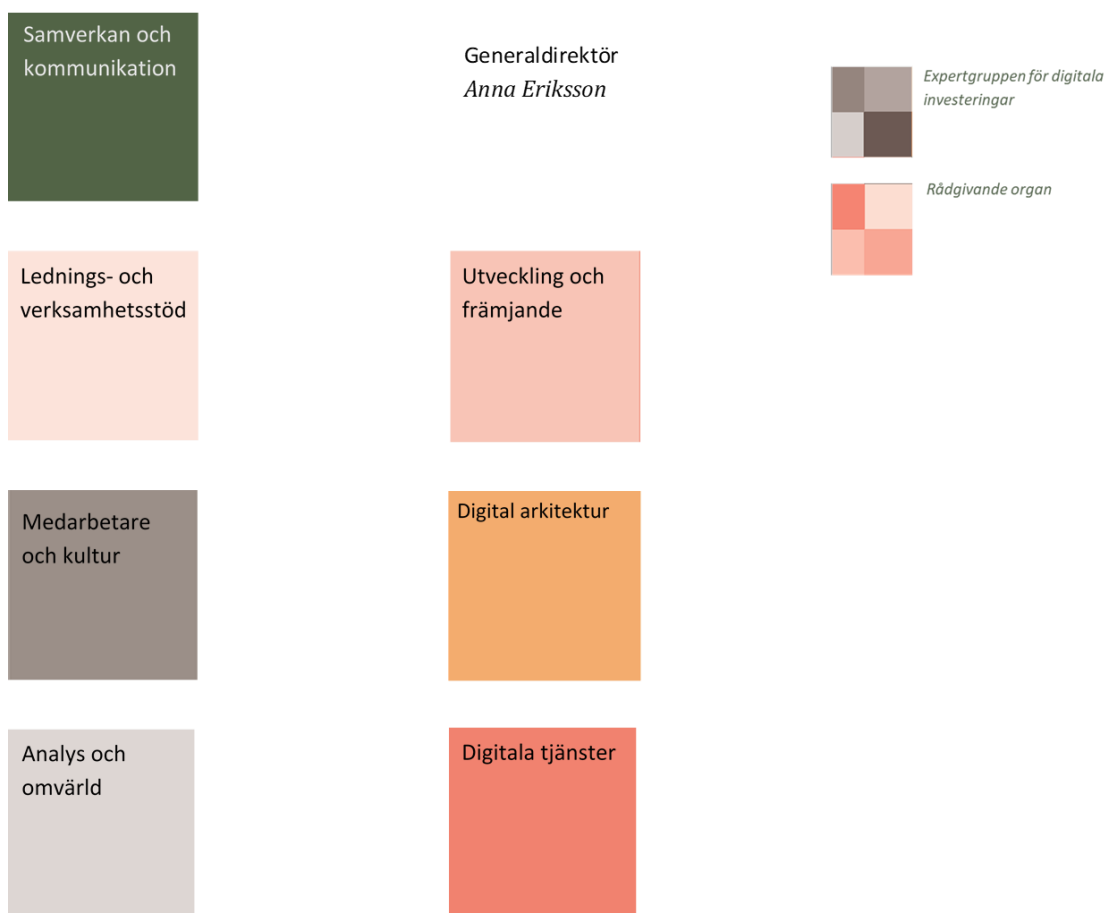 Samverkan och
kommunikation
Generaldirektör
Anna Eriksson
Expertgruppen för digitala
investeringar
Rådgivande organ
Lednings- och
verksamhetsstöd
Utveckling och
främjande
Medarbetare
och kultur
Digital arkitektur
Analys och
omvärld
Digitala tjänster